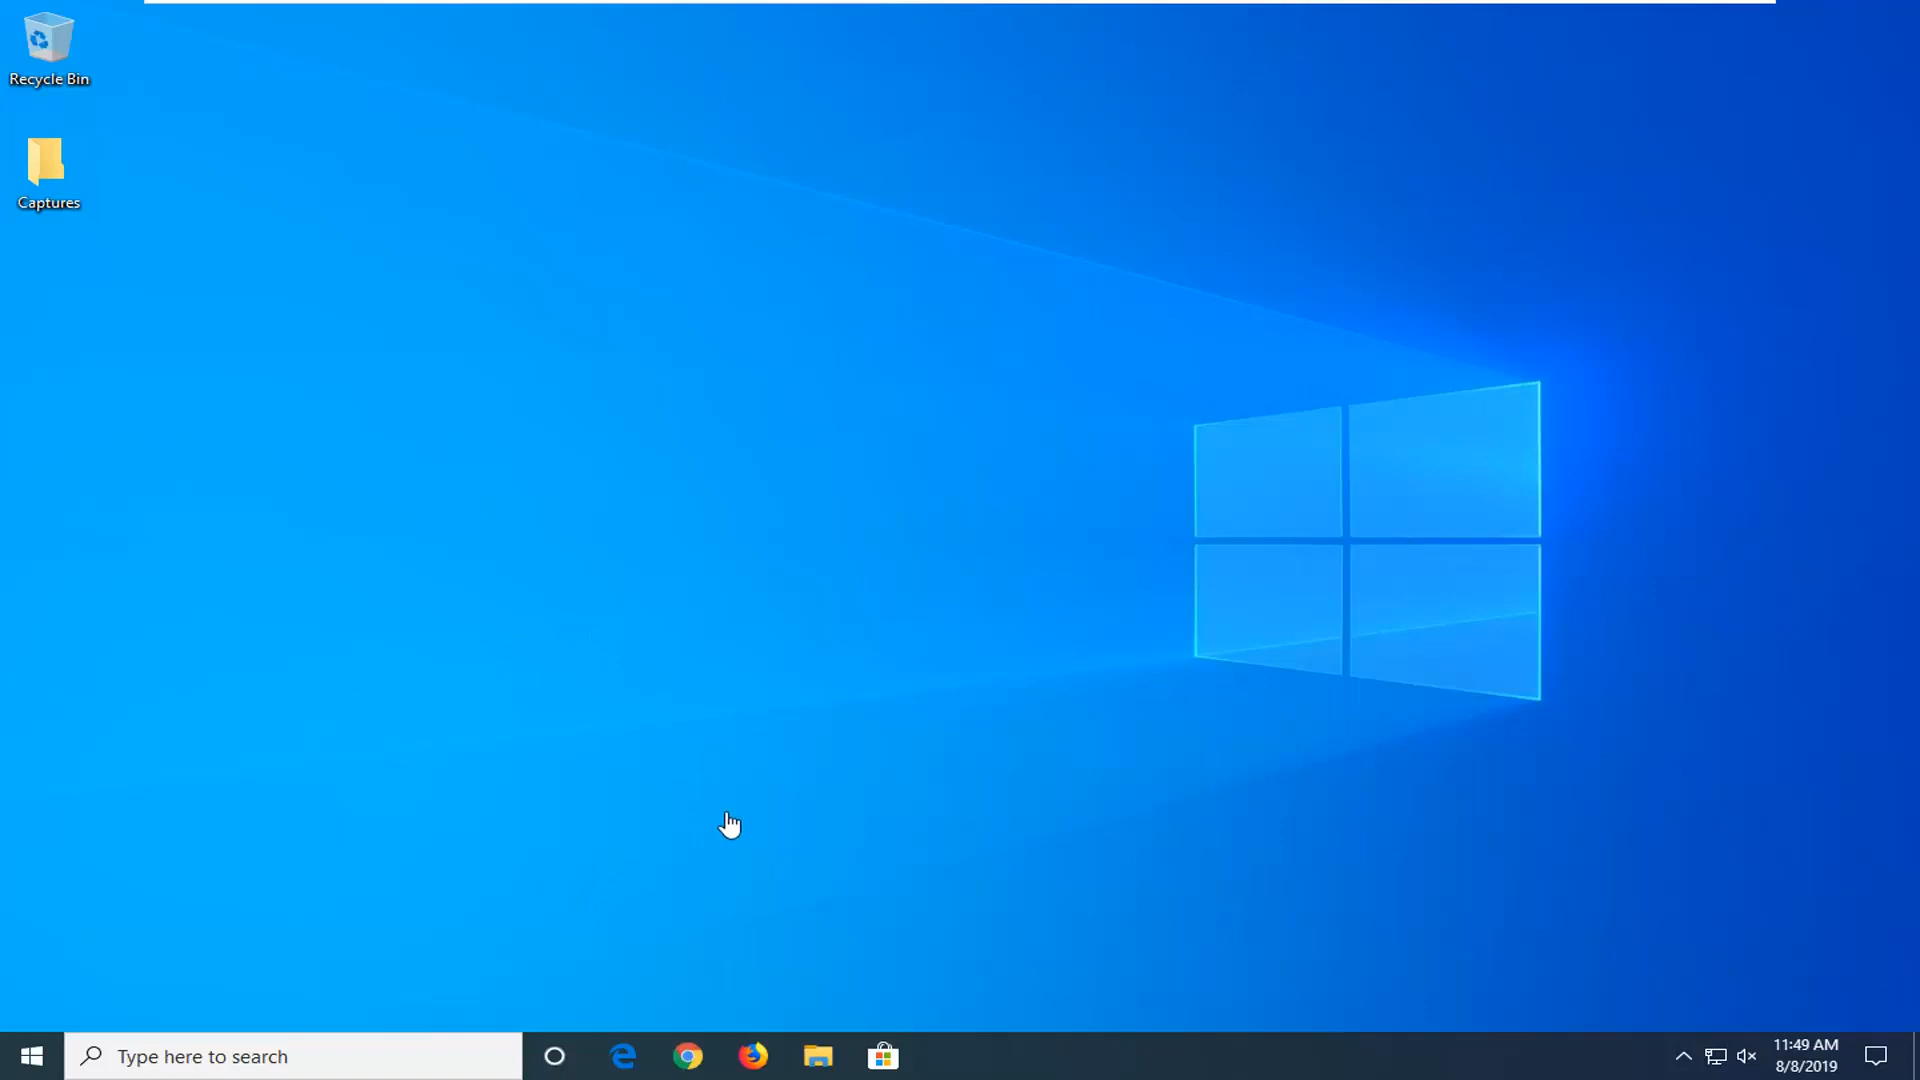 Recycle Bin
Captures
Type here to search
11:49 AM
8/8/2019